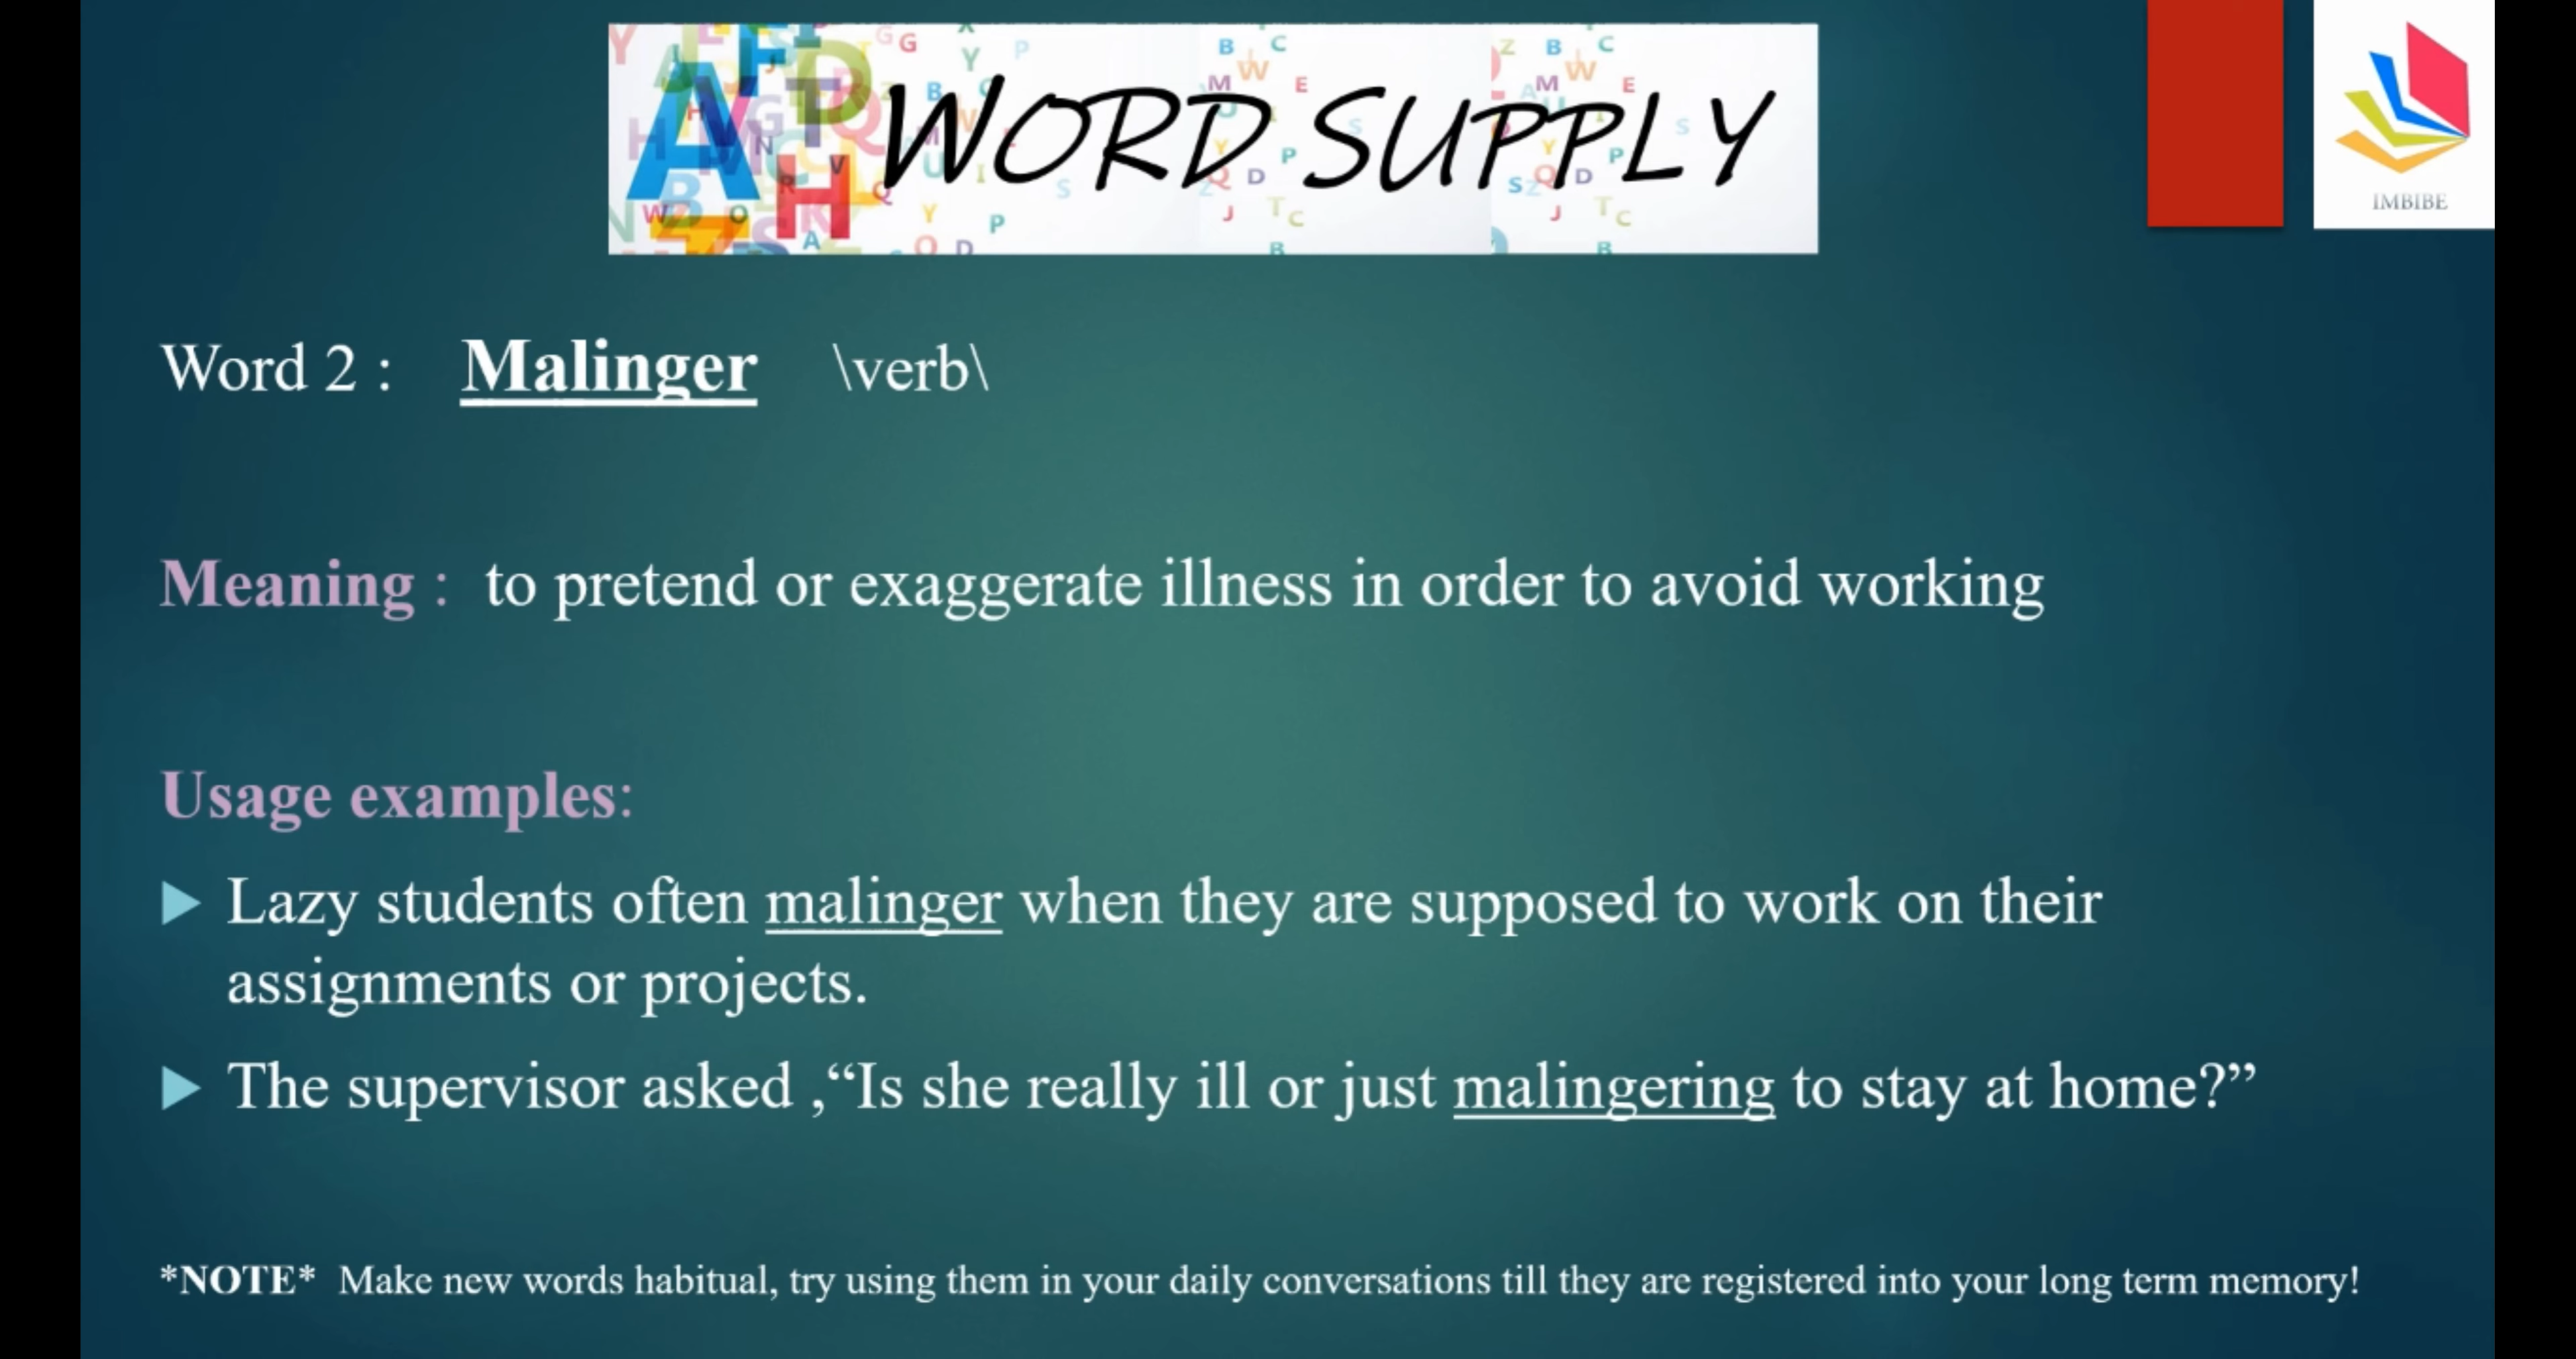 WORD SUPPLY
IMBIBE
Word 2 : Malinger \verb\
Meaning : to pretend or exaggerate illness in order to avoid working
Usage examples:
Lazy students often malinger when they are supposed to work on their
assignments or projects.
The supervisor asked ,“Is she really ill or just malingering to stay at home?”
*NOTE* Make new words habitual, try using them in your daily conversations till they are registered into your long term memory!